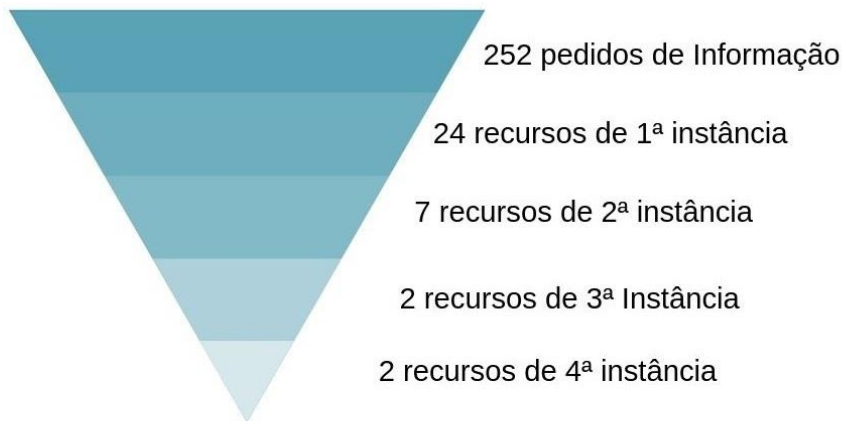 252 pedidos de Informação
24 recursos de 1ª instância
7 recursos de 2ª instância
2 recursos de 3ª Instância
2 recursos de 4ª instância